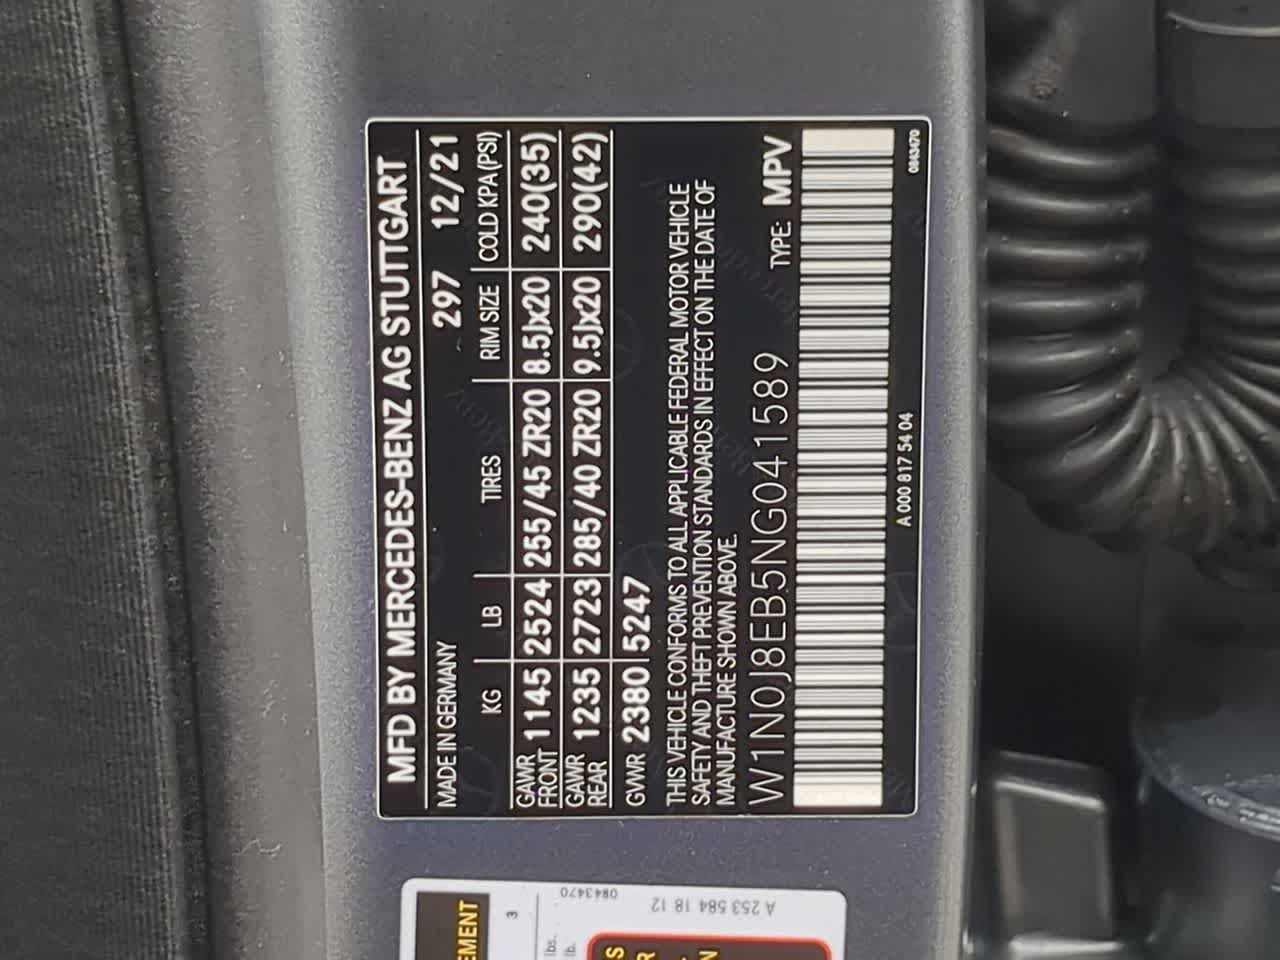 MFD BY MERCEDES-BENZ AG STUTTGART
MADE IN GERMANY 297 12/21
KG LB TIRES RIM SIZE COLD KPA(PSI)
GAWR FRONT 1145 2524 255/45 ZR20 8.5Jx20 240(35)
GAWR REAR 1235 2723 285/40 ZR20 9.5Jx20 290(42)
GVWR 2380 5247
THIS VEHICLE CONFORMS TO ALL APPLICABLE FEDERAL MOTOR VEHICLE
SAFETY AND THEFT PREVENTION STANDARDS IN EFFECT ON THE DATE OF
MANUFACTURE SHOWN ABOVE.
W1N0J8EB5NG041589 TYPE: MPV
A 000 817 54 04
0843470
EMENT
3
lbs.
lb.
0843470
A 253 584 18 12
S
R
N